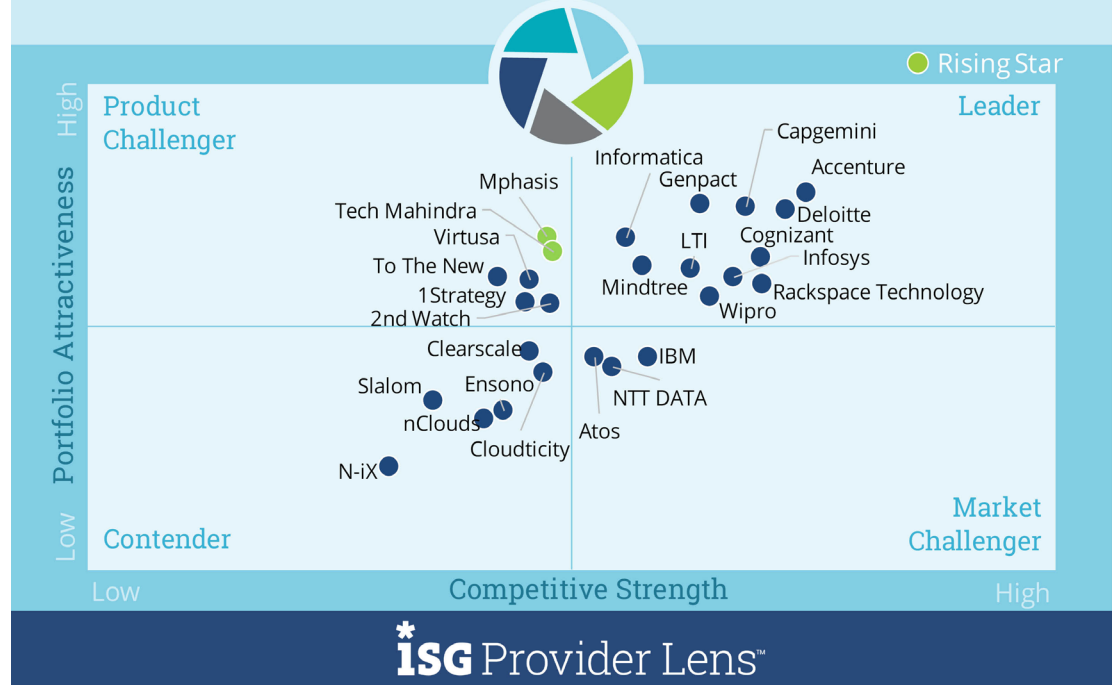 Rising Star
High
Product
Challenger
Leader
Capgemini
Informatica
Accenture
Genpact
Mphasis
Tech Mahindra
Deloitte
Virtusa
LTI
Cognizant
Infosys
To The New
Mindtree
Rackspace Technology
1Strategy
Wipro
2nd Watch
Portfolio Attractiveness
Clearscale
IBM
Slalom
Ensono
NTT DATA
nClouds
Atos
Cloudticity
N-iX
Market
Challenger
Contender
Low
Low
Competitive Strength
High
*iSG Provider Lens™